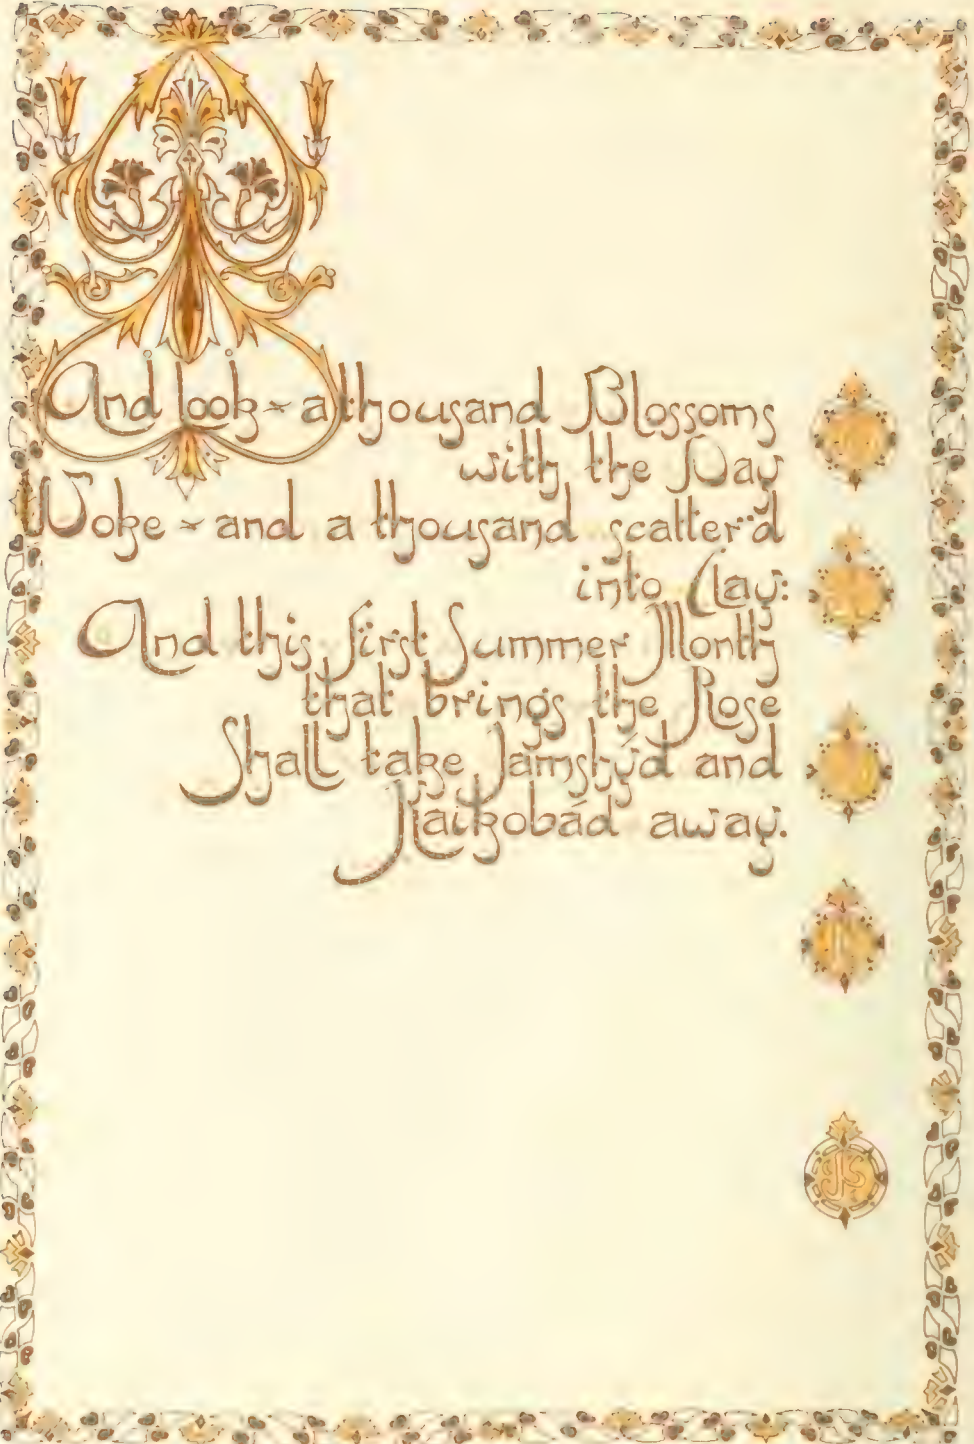 And look - a thousand Blossoms
with the Day
Woke - and a thousand scatter'd
into Clay:
And this first Summer Month
that brings the Rose
Shall take Jamshýd and
Kaikobád away.